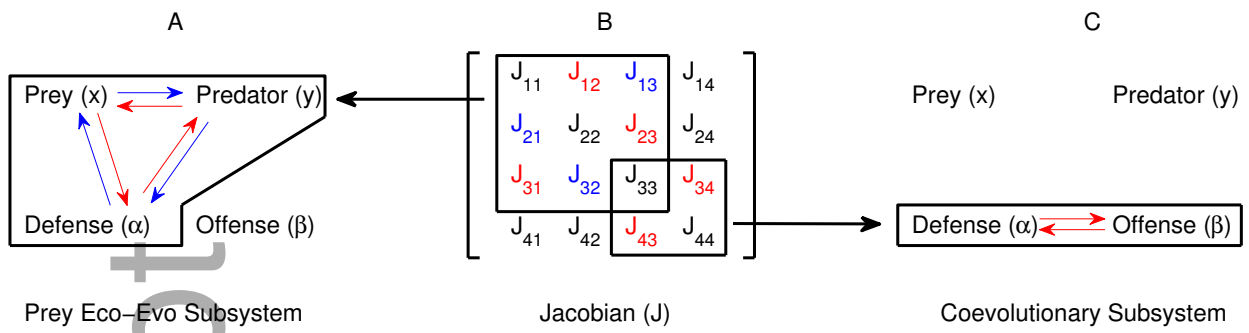 A B C
Prey (x) Predator (y)
Defense (α) Offense (β)
Prey Eco–Evo Subsystem
J11 J12 J13 J14
J21 J22 J23 J24
J31 J32 J33 J34
J41 J42 J43 J44
Jacobian (J)
Prey (x) Predator (y)
Defense (α) Offense (β)
Coevolutionary Subsystem